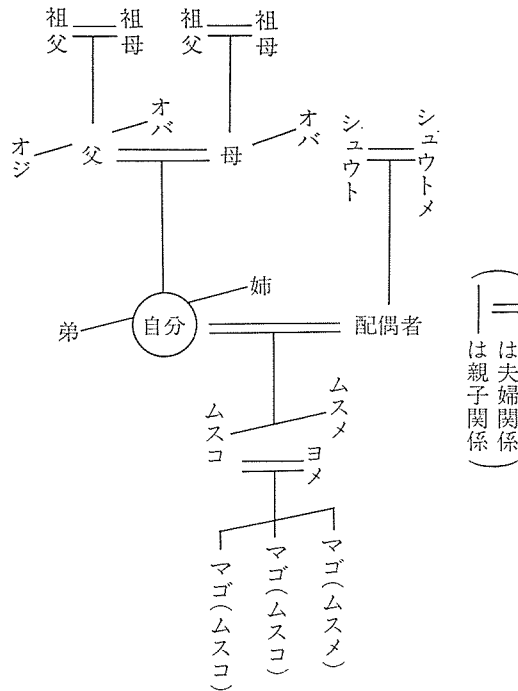 祖父
祖母
祖父
祖母
オジ
父
オバ
母
オバ
シュウト
シュウトメ
弟
自分
姉
配偶者
ムスコ
ムスメ
ヨメ
マゴ(ムスコ)
マゴ(ムスコ)
マゴ(ムスメ)
(＝は夫婦関係
｜は親子関係)